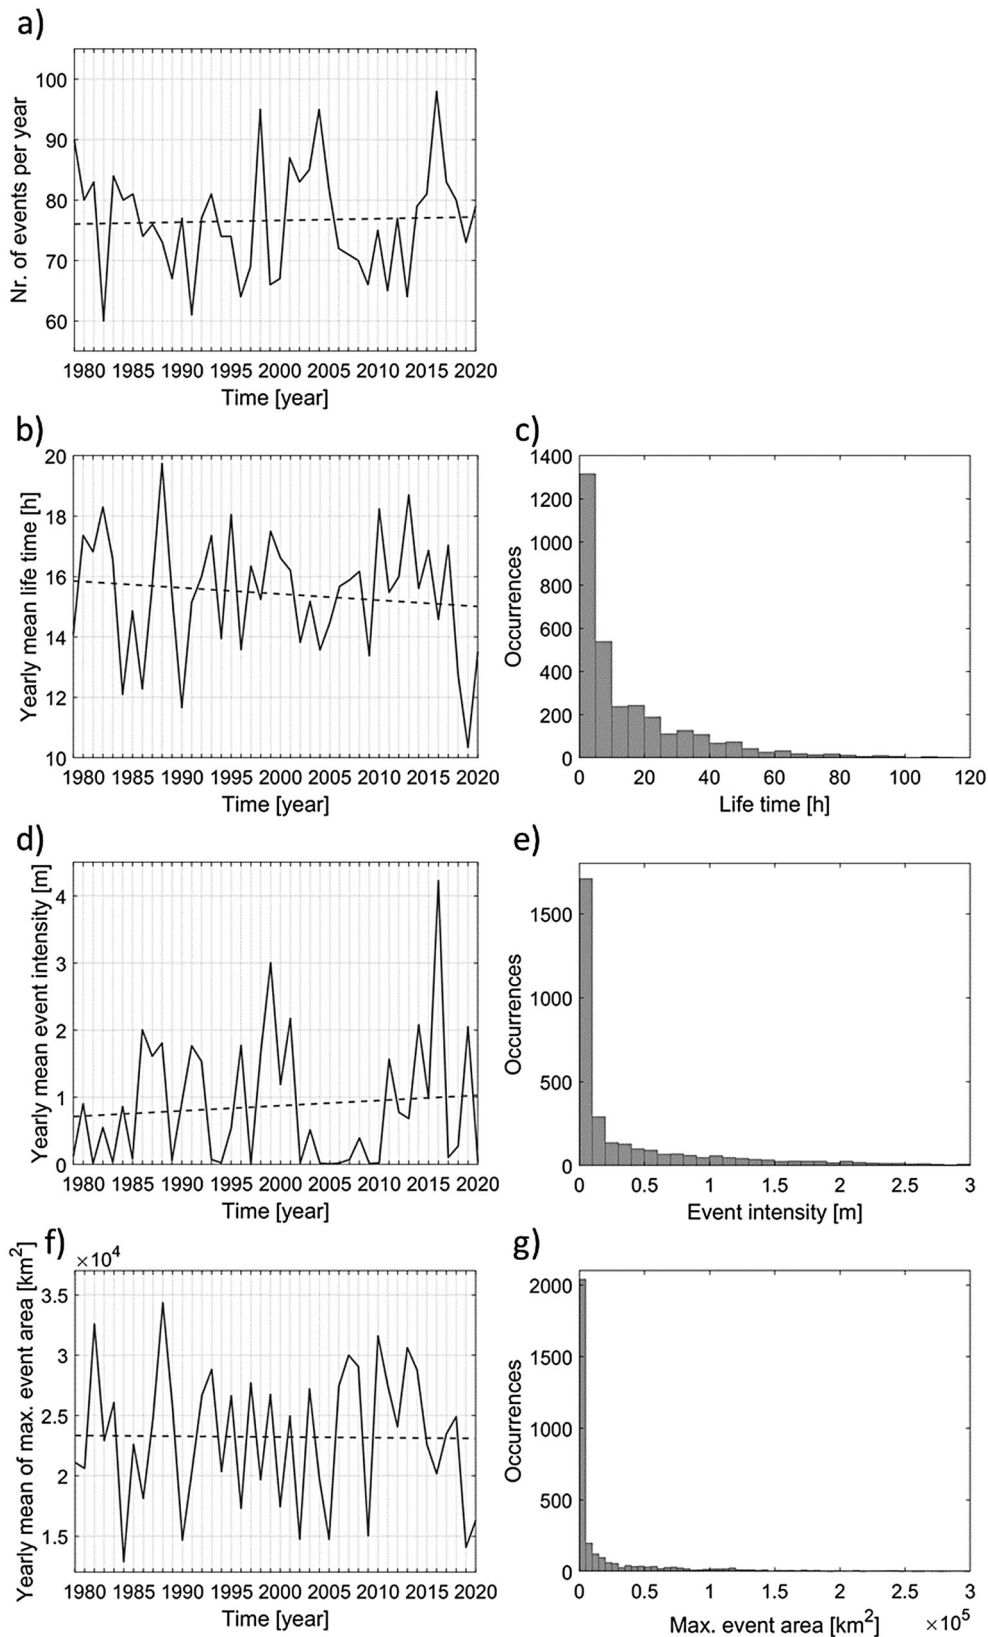 a)
Nr. of events per year
100
90
80
70
60
1980 1985 1990 1995 2000 2005 2010 2015 2020
Time [year]
b)
Yearly mean life time [h]
20
18
16
14
12
10
1980 1985 1990 1995 2000 2005 2010 2015 2020
Time [year]
c)
Occurrences
1400
1200
1000
800
600
400
200
0
0 20 40 60 80 100 120
Life time [h]
d)
Yearly mean event intensity [m]
4
3
2
1
0
1980 1985 1990 1995 2000 2005 2010 2015 2020
Time [year]
e)
Occurrences
1500
1000
500
0
0 0.5 1 1.5 2 2.5 3
Event intensity [m]
f)
×10⁴
Yearly mean of max. event area [km²]
3.5
3
2.5
2
1.5
1980 1985 1990 1995 2000 2005 2010 2015 2020
Time [year]
g)
Occurrences
2000
1500
1000
500
0
0 0.5 1 1.5 2 2.5 3
Max. event area [km²] ×10⁵